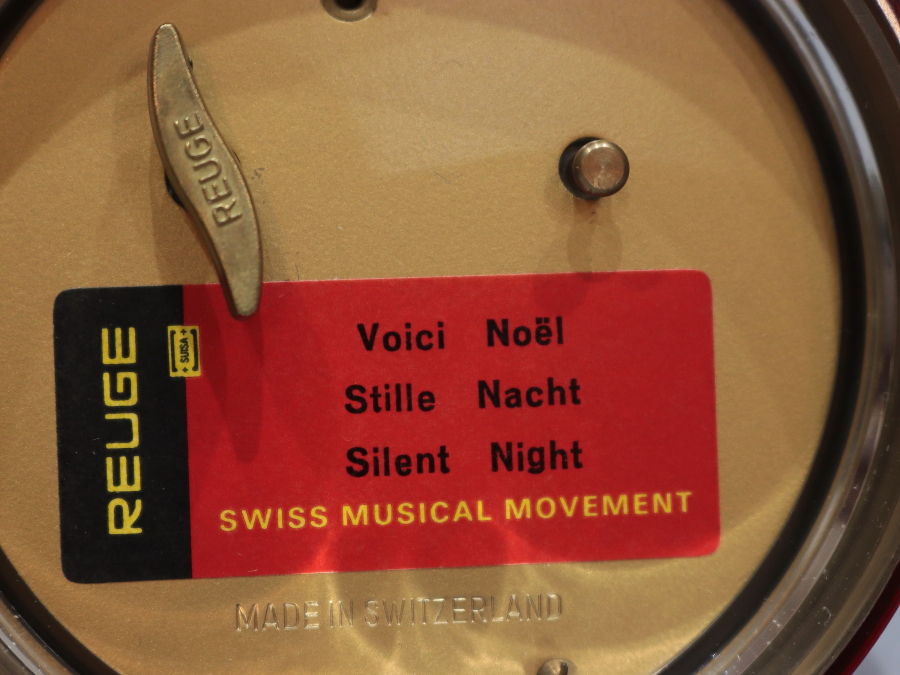 REUGE
REUGE
SUISA
Voici Noël
Stille Nacht
Silent Night
SWISS MUSICAL MOVEMENT
MADE IN SWITZERLAND